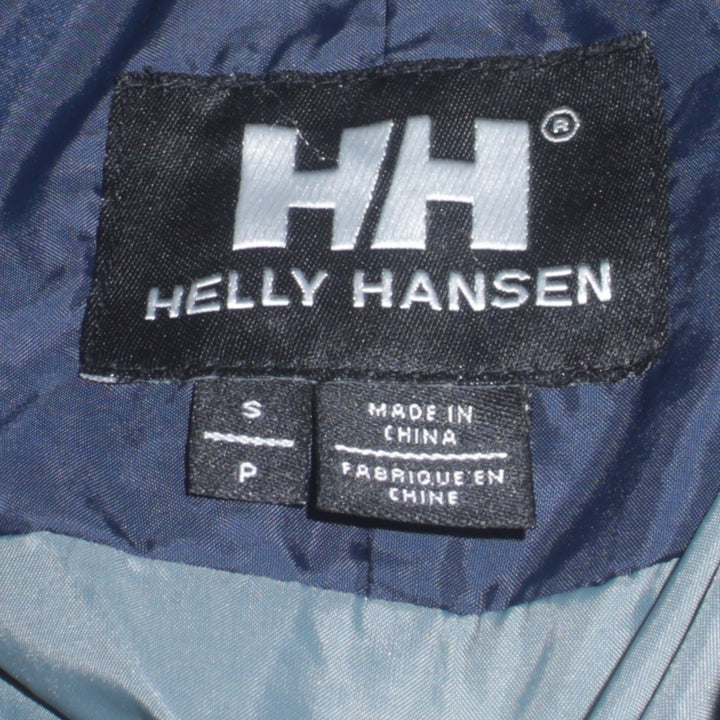 HH®
HELLY HANSEN
S
P
MADE IN
CHINA
FABRIQUE EN
CHINE